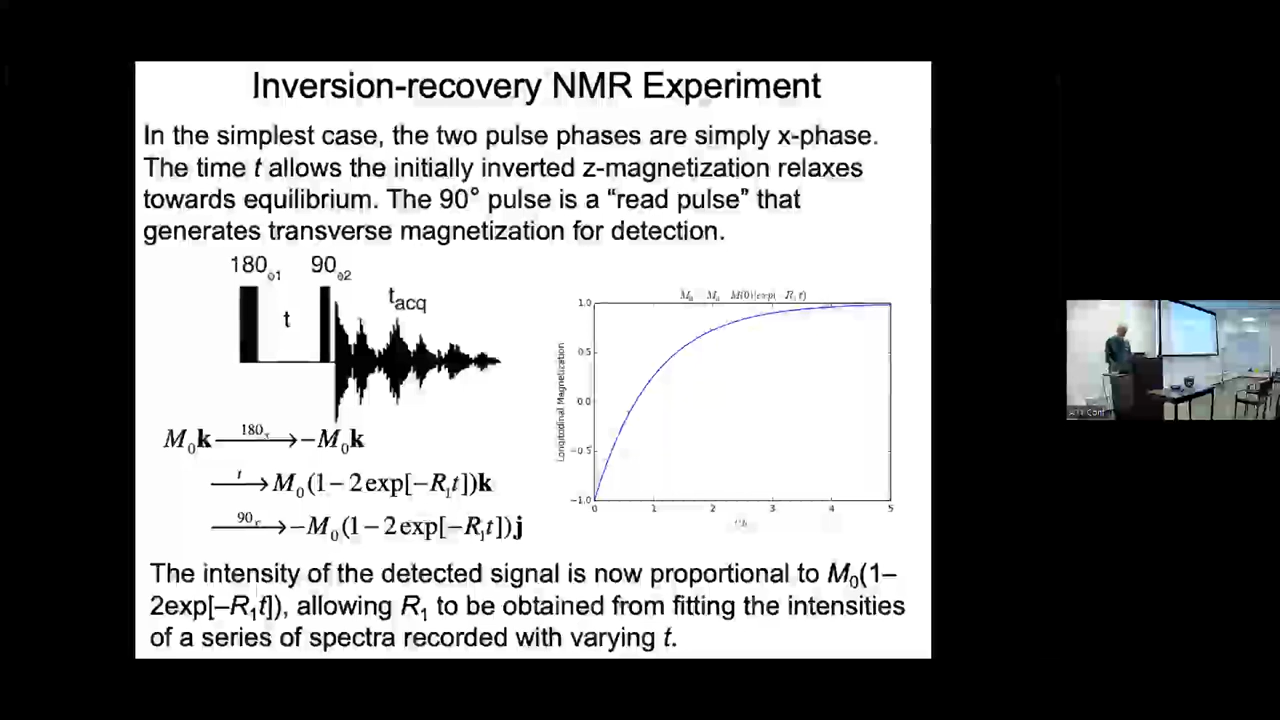 Inversion-recovery NMR Experiment
In the simplest case, the two pulse phases are simply x-phase.
The time t allows the initially inverted z-magnetization relaxes
towards equilibrium. The 90° pulse is a “read pulse” that
generates transverse magnetization for detection.
180 90
t
t_acq
M₀k —180ₓ→ –M₀k
—t→ M₀(1–2exp[–R₁t])k
—90ₓ→ –M₀(1–2exp[–R₁t])j
1.0
0.5
0.0
−0.5
−1.0
0 1 2 3 4 5
Longitudinal Magnetization
The intensity of the detected signal is now proportional to M₀(1–
2exp[–R₁t]), allowing R₁ to be obtained from fitting the intensities
of a series of spectra recorded with varying t.